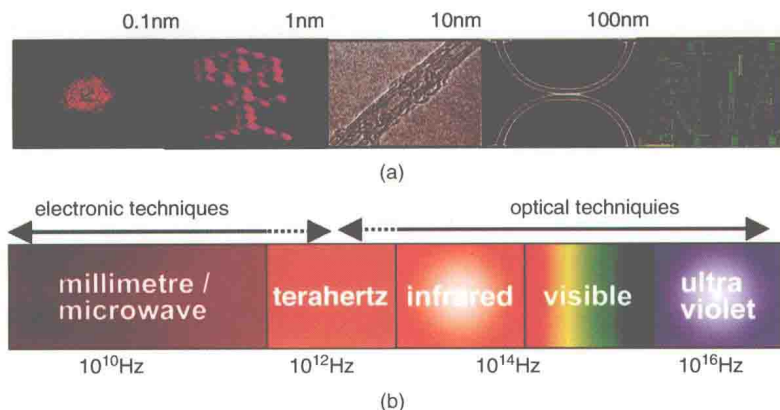 0.1nm 1nm 10nm 100nm
(a)
electronic techniques optical techniquies
millimetre / microwave terahertz infrared visible ultra violet
10¹⁰Hz 10¹²Hz 10¹⁴Hz 10¹⁶Hz
(b)